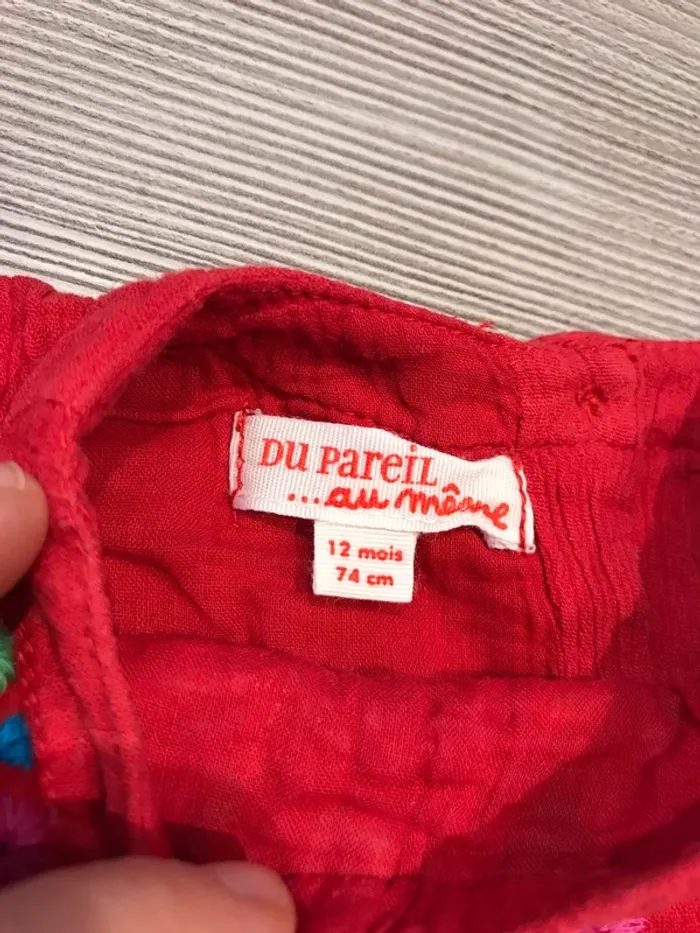 DU PAREIL
...au même
12 mois
74 cm